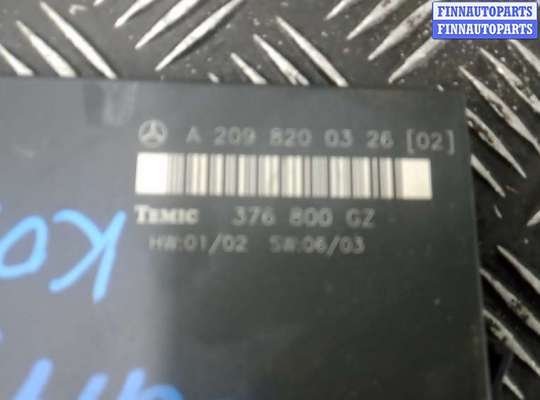 FINNAUTOPARTS
FINNAUTOPARTS
A 209 820 03 26 [02]
TEMIC 376 800 GZ
HW:01/02 SW:06/03